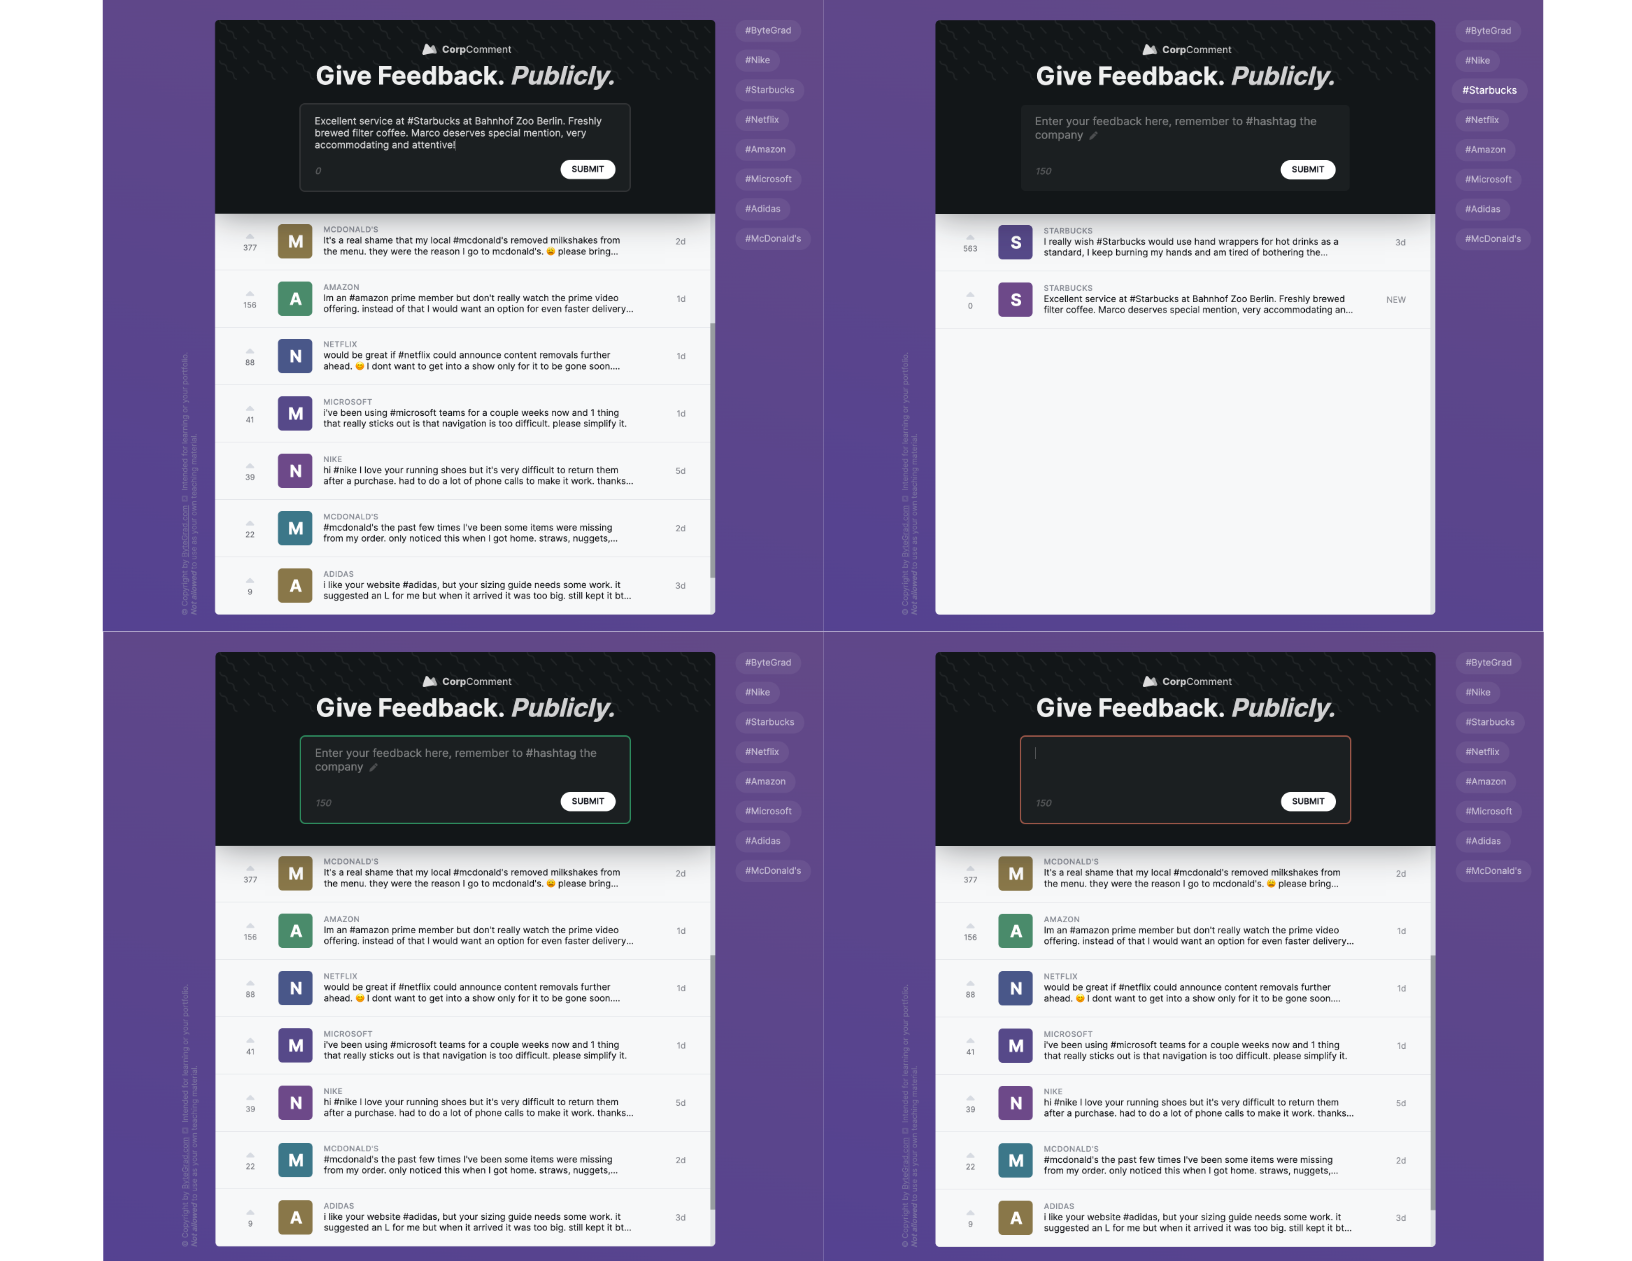 CorpComment
Give Feedback. Publicly.
Excellent service at #Starbucks at Bahnhof Zoo Berlin. Freshly
brewed filter coffee. Marco deserves special mention, very
accommodating and attentive!
0
SUBMIT
377
M
MCDONALD'S
It's a real shame that my local #mcdonald's removed milkshakes from
the menu. they were the reason I go to mcdonald's. 😡 please bring...
2d
156
A
AMAZON
Im an #amazon prime member but don't really watch the prime video
offering. instead of that I would want an option for even faster delivery...
1d
88
N
NETFLIX
would be great if #netflix could announce content removals further
ahead. 😊 I dont want to get into a show only for it to be gone soon....
1d
41
M
MICROSOFT
i've been using #microsoft teams for a couple weeks now and 1 thing
that really sticks out is that navigation is too difficult. please simplify it.
1d
39
N
NIKE
hi #nike I love your running shoes but it's very difficult to return them
after a purchase. had to do a lot of phone calls to make it work. thanks...
5d
22
M
MCDONALD'S
#mcdonald's the past few times I've been some items were missing
from my order. only noticed this when I got home. straws, nuggets,...
2d
9
A
ADIDAS
i like your website #adidas, but your sizing guide needs some work. it
suggested an L for me but when it arrived it was too big. still kept it bt...
3d
#ByteGrad
#Nike
#Starbucks
#Netflix
#Amazon
#Microsoft
#Adidas
#McDonald's
© Copyright by ByteGrad.com Intended for learning or your portfolio.
Not allowed to use as your own teaching material.
CorpComment
Give Feedback. Publicly.
Enter your feedback here, remember to #hashtag the
company
150
SUBMIT
563
S
STARBUCKS
I really wish #Starbucks would use hand wrappers for hot drinks as a
standard, I keep burning my hands and am tired of bothering the...
3d
0
S
STARBUCKS
Excellent service at #Starbucks at Bahnhof Zoo Berlin. Freshly brewed
filter coffee. Marco deserves special mention, very accommodating an...
NEW
#ByteGrad
#Nike
#Starbucks
#Netflix
#Amazon
#Microsoft
#Adidas
#McDonald's
© Copyright by ByteGrad.com Intended for learning or your portfolio.
Not allowed to use as your own teaching material.
CorpComment
Give Feedback. Publicly.
Enter your feedback here, remember to #hashtag the
company
150
SUBMIT
377
M
MCDONALD'S
It's a real shame that my local #mcdonald's removed milkshakes from
the menu. they were the reason I go to mcdonald's. 😡 please bring...
2d
156
A
AMAZON
Im an #amazon prime member but don't really watch the prime video
offering. instead of that I would want an option for even faster delivery...
1d
88
N
NETFLIX
would be great if #netflix could announce content removals further
ahead. 😊 I dont want to get into a show only for it to be gone soon....
1d
41
M
MICROSOFT
i've been using #microsoft teams for a couple weeks now and 1 thing
that really sticks out is that navigation is too difficult. please simplify it.
1d
39
N
NIKE
hi #nike I love your running shoes but it's very difficult to return them
after a purchase. had to do a lot of phone calls to make it work. thanks...
5d
22
M
MCDONALD'S
#mcdonald's the past few times I've been some items were missing
from my order. only noticed this when I got home. straws, nuggets,...
2d
9
A
ADIDAS
i like your website #adidas, but your sizing guide needs some work. it
suggested an L for me but when it arrived it was too big. still kept it bt...
3d
#ByteGrad
#Nike
#Starbucks
#Netflix
#Amazon
#Microsoft
#Adidas
#McDonald's
© Copyright by ByteGrad.com Intended for learning or your portfolio.
Not allowed to use as your own teaching material.
CorpComment
Give Feedback. Publicly.
150
SUBMIT
377
M
MCDONALD'S
It's a real shame that my local #mcdonald's removed milkshakes from
the menu. they were the reason I go to mcdonald's. 😡 please bring...
2d
156
A
AMAZON
Im an #amazon prime member but don't really watch the prime video
offering. instead of that I would want an option for even faster delivery...
1d
88
N
NETFLIX
would be great if #netflix could announce content removals further
ahead. 😊 I dont want to get into a show only for it to be gone soon....
1d
41
M
MICROSOFT
i've been using #microsoft teams for a couple weeks now and 1 thing
that really sticks out is that navigation is too difficult. please simplify it.
1d
39
N
NIKE
hi #nike I love your running shoes but it's very difficult to return them
after a purchase. had to do a lot of phone calls to make it work. thanks...
5d
22
M
MCDONALD'S
#mcdonald's the past few times I've been some items were missing
from my order. only noticed this when I got home. straws, nuggets,...
2d
9
A
ADIDAS
i like your website #adidas, but your sizing guide needs some work. it
suggested an L for me but when it arrived it was too big. still kept it bt...
3d
#ByteGrad
#Nike
#Starbucks
#Netflix
#Amazon
#Microsoft
#Adidas
#McDonald's
© Copyright by ByteGrad.com Intended for learning or your portfolio.
Not allowed to use as your own teaching material.